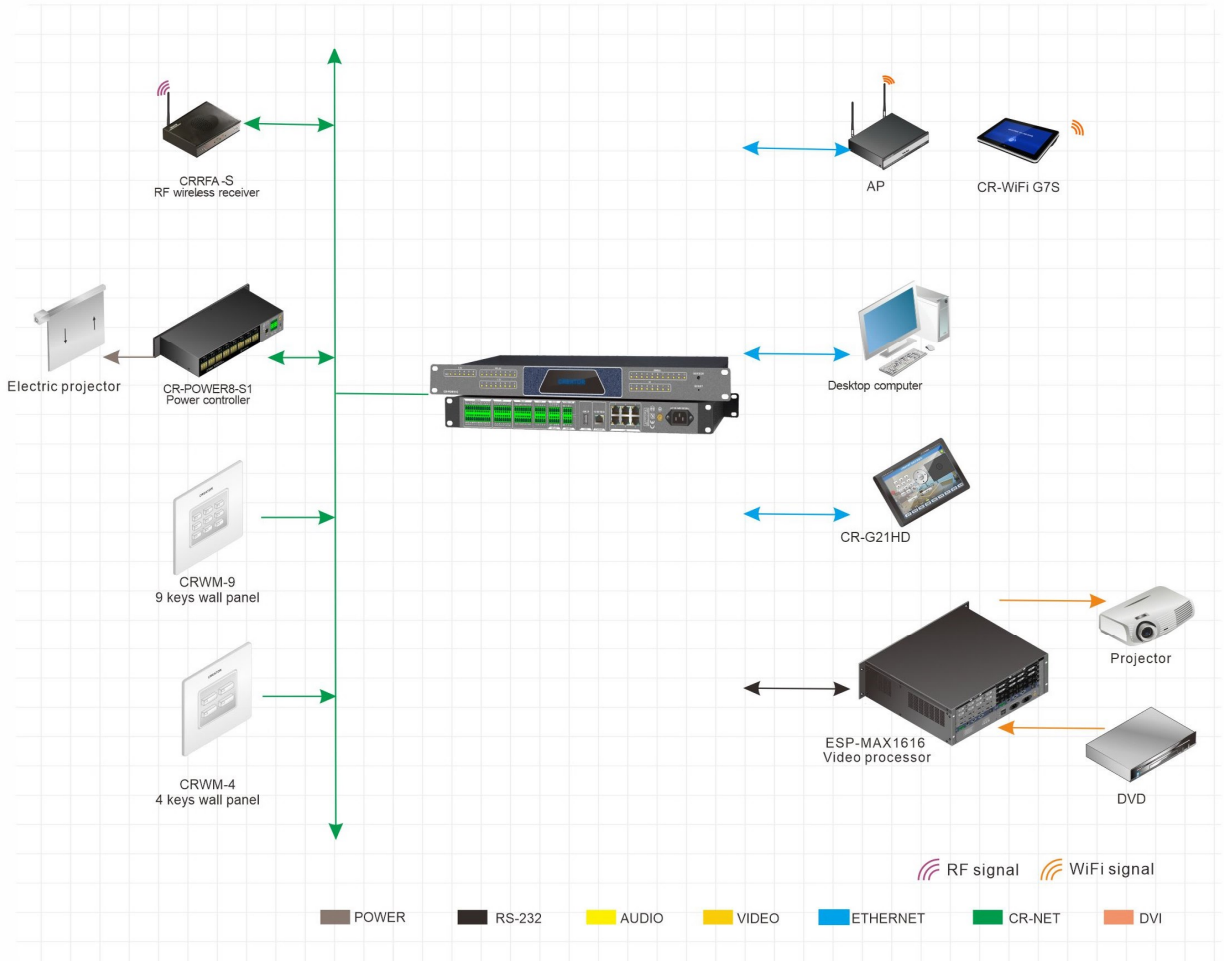 CRRFA-S
RF wireless receiver
AP
CR-WiFi G7S
Electric projector
CR-POWER8-S1
Power controller
Desktop computer
CRWM-9
9 keys wall panel
CR-G21HD
Projector
ESP-MAX1616
Video processor
CRWM-4
4 keys wall panel
DVD
RF signal
WiFi signal
POWER
RS-232
AUDIO
VIDEO
ETHERNET
CR-NET
DVI